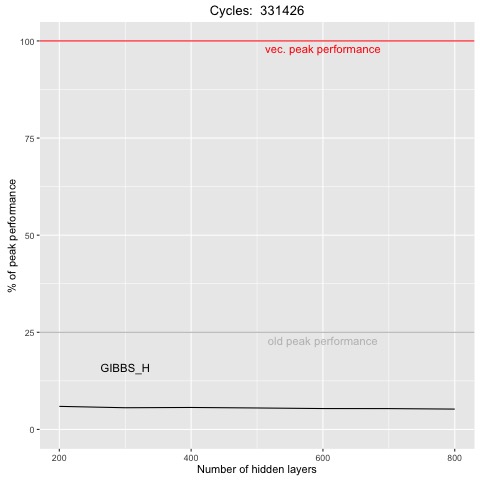 Cycles:  331426
100
vec. peak performance
75
% of peak performance
50
25
old peak performance
GIBBS_H
0
200
400
600
800
Number of hidden layers